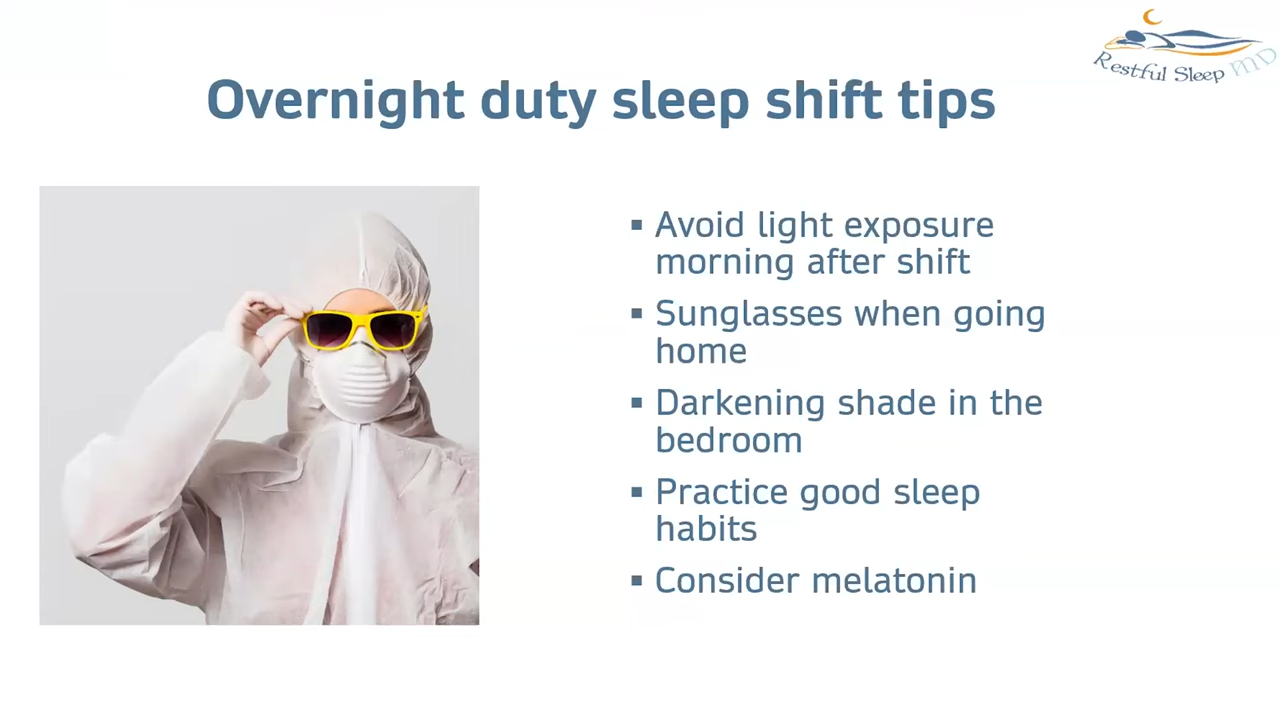 Restful Sleep MD
Overnight duty sleep shift tips
▪ Avoid light exposure
morning after shift
▪ Sunglasses when going
home
▪ Darkening shade in the
bedroom
▪ Practice good sleep
habits
▪ Consider melatonin